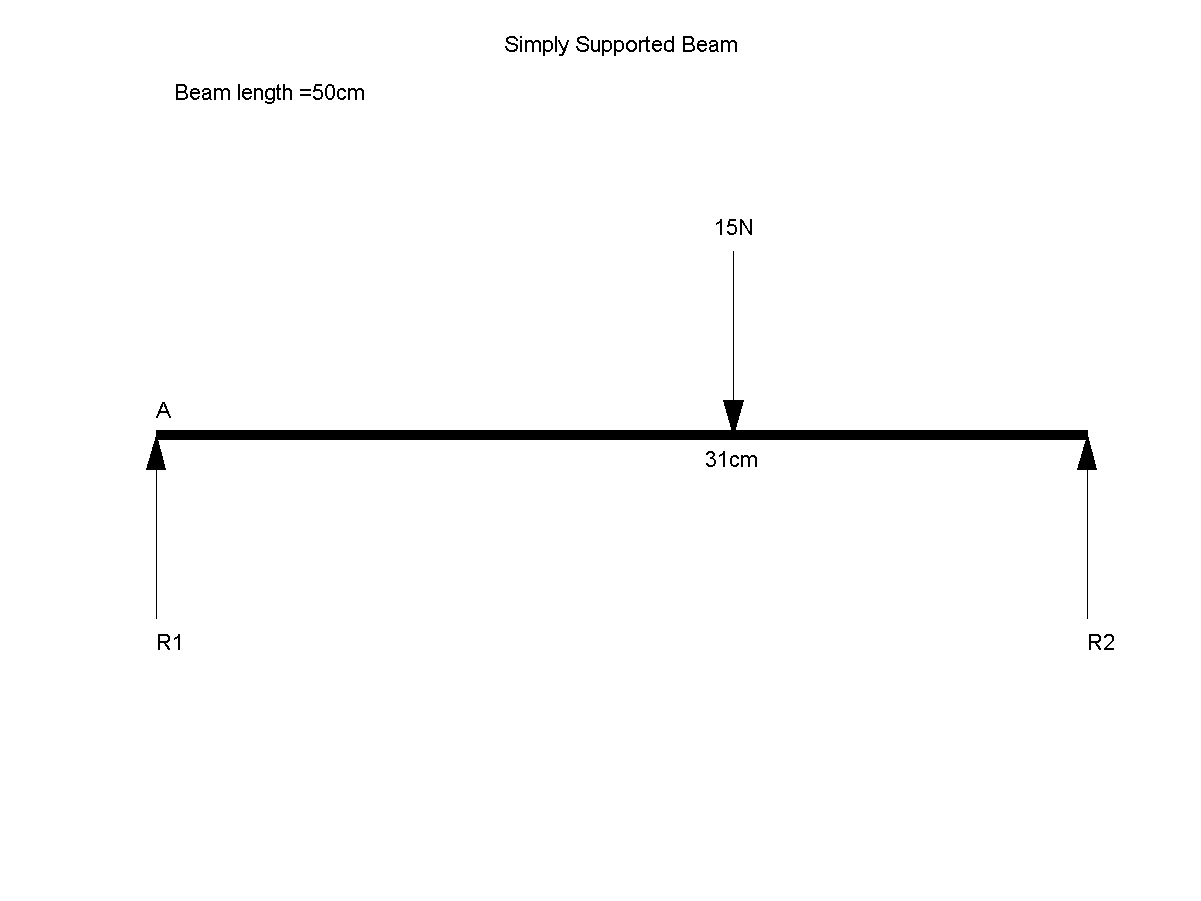 Simply Supported Beam
Beam length =50cm
15N
A
31cm
R1
R2